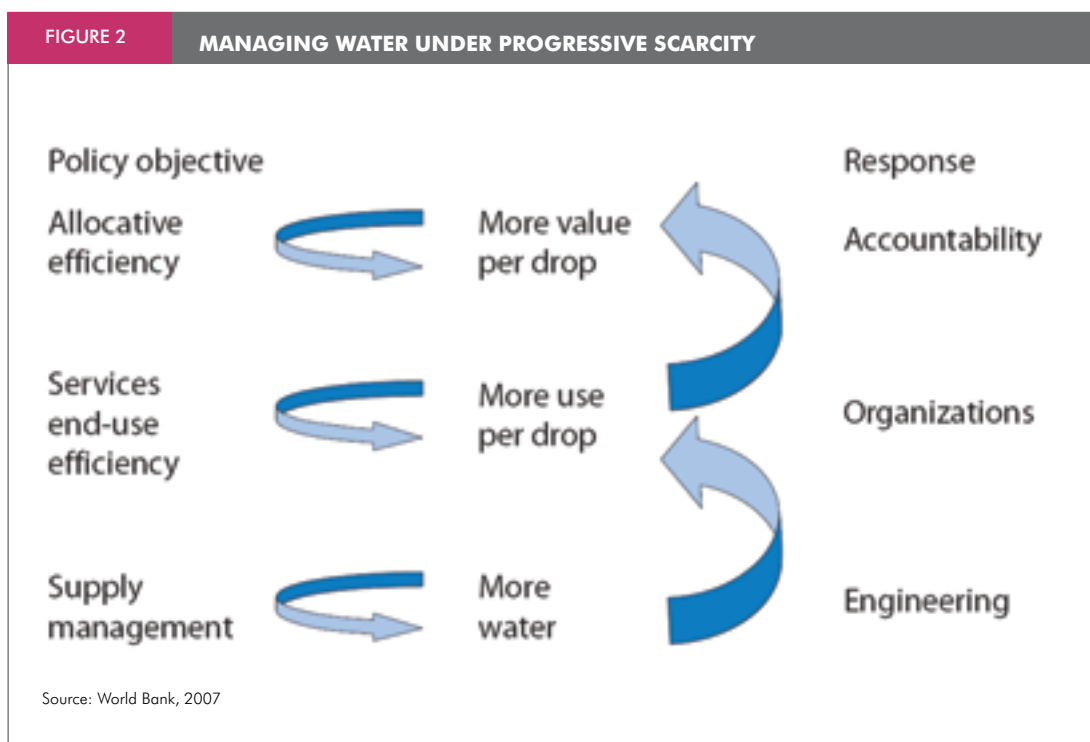 FIGURE 2
MANAGING WATER UNDER PROGRESSIVE SCARCITY
Policy objective
Response
Allocative
efficiency
More value
per drop
Accountability
Services
end-use
efficiency
More use
per drop
Organizations
Supply
management
More
water
Engineering
Source: World Bank, 2007